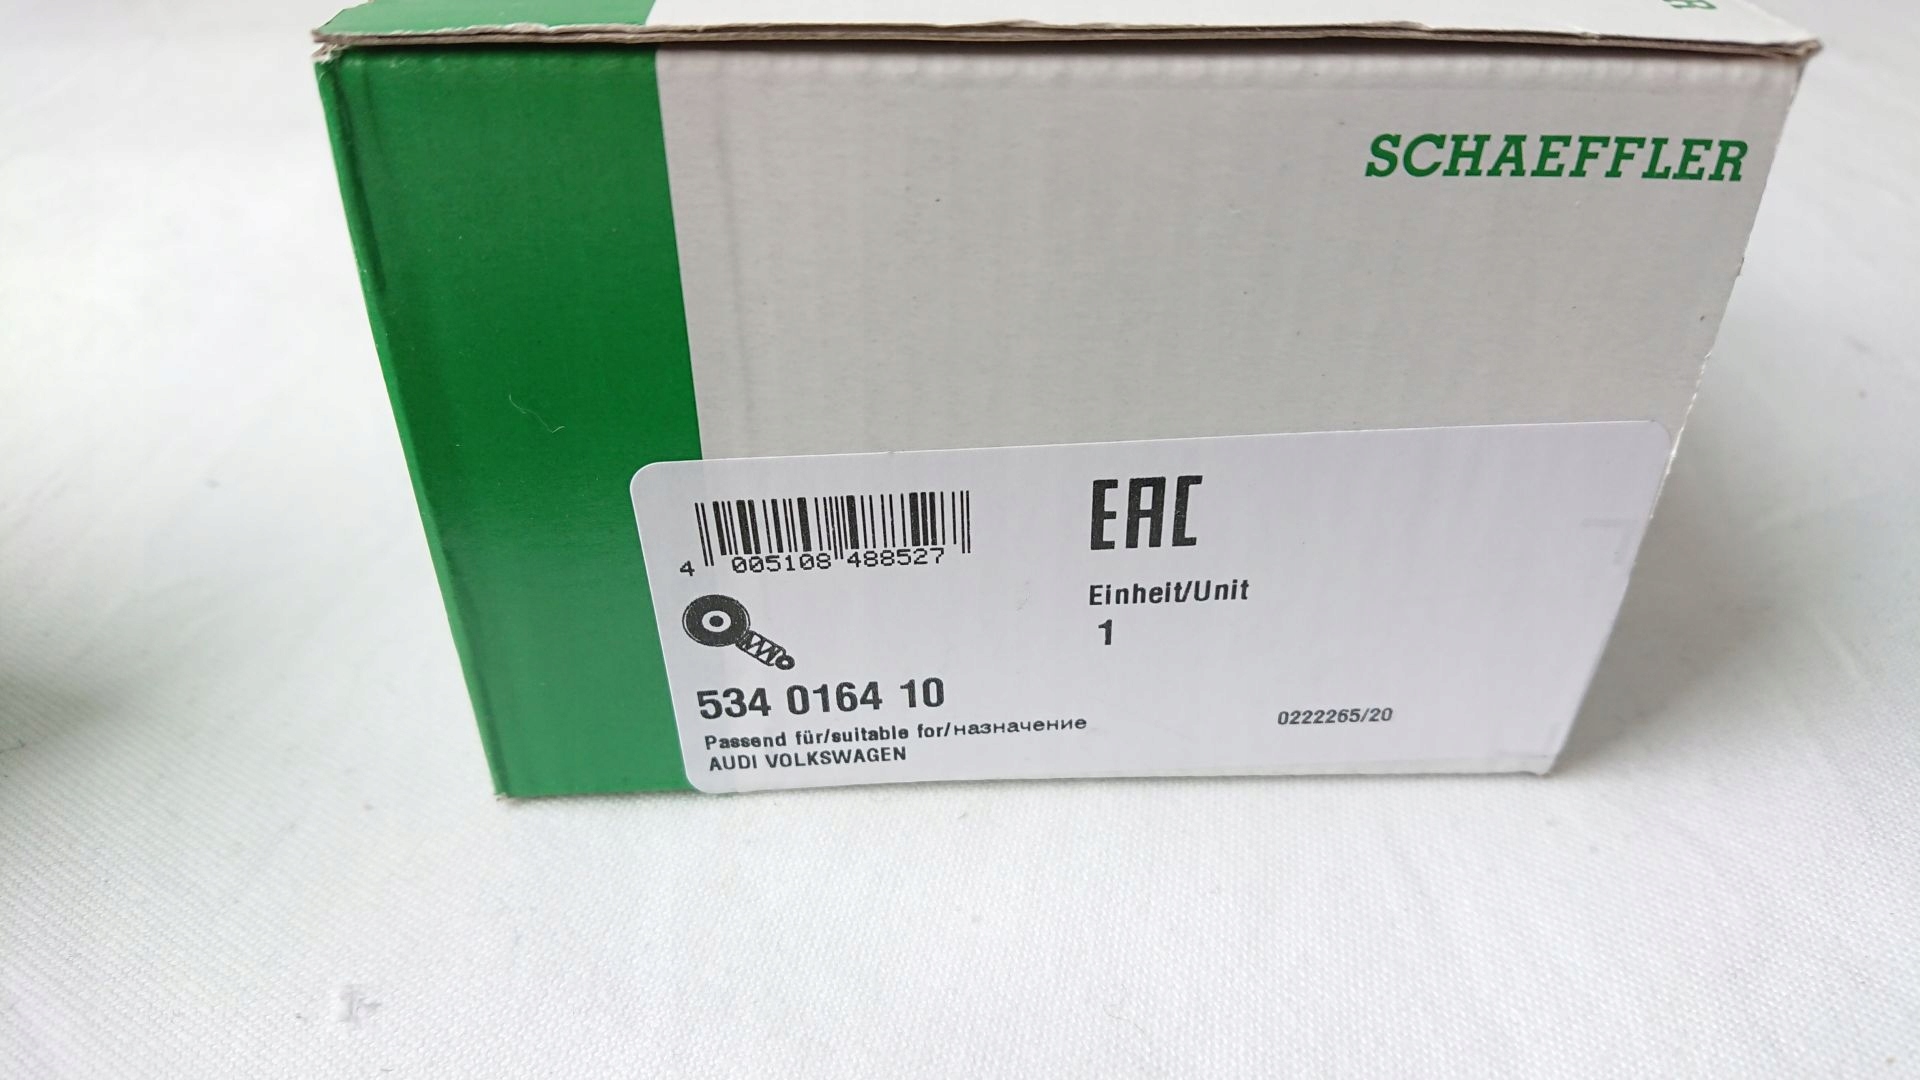 SCHAEFFLER
EAC
4 005108 488527
Einheit/Unit
1
534 0164 10
Passend für/suitable for/назначение
AUDI VOLKSWAGEN
0222265/20